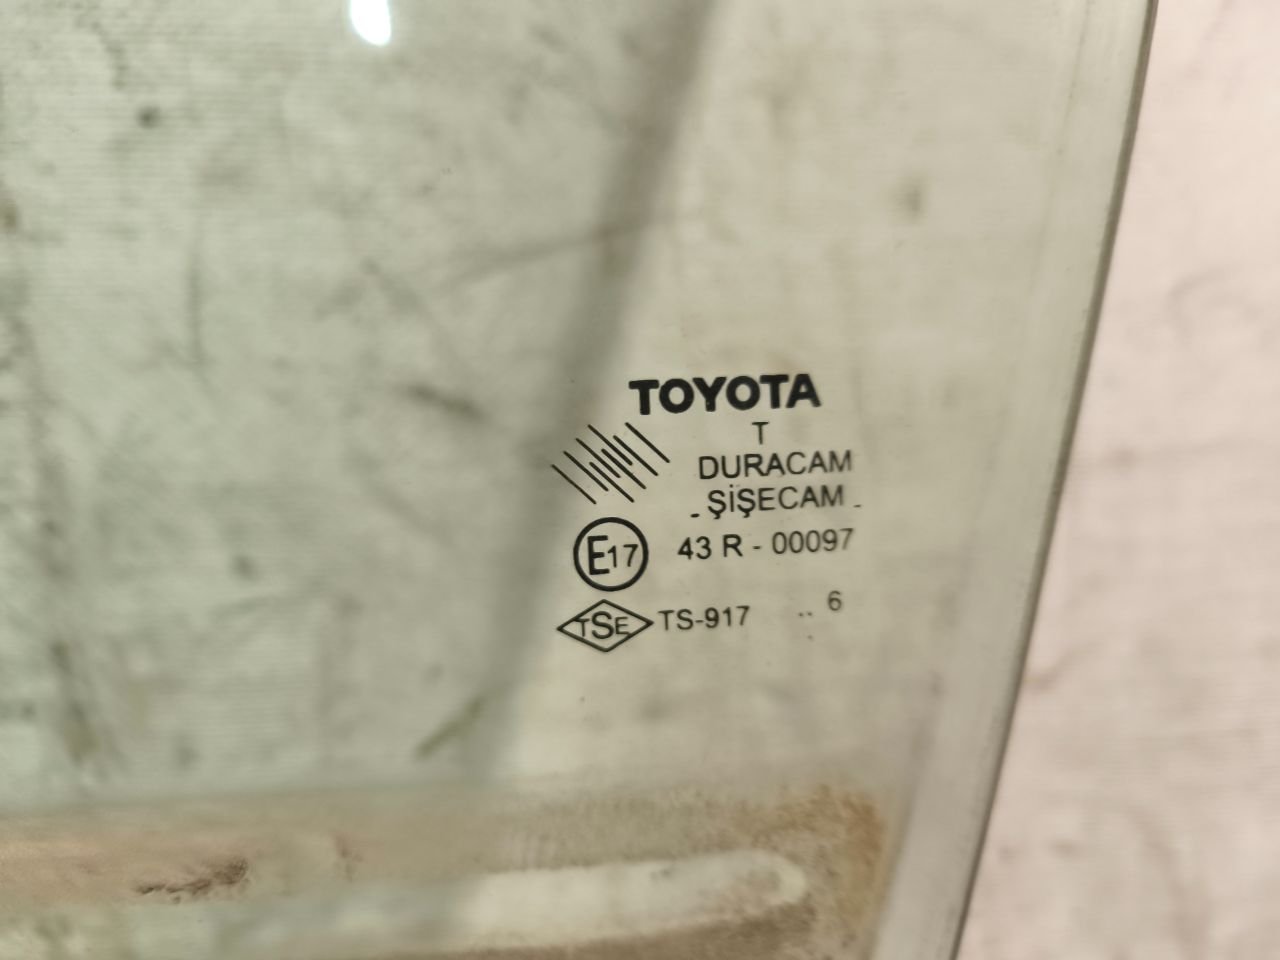 TOYOTA
T
DURACAM
ŞİŞECAM
E17 43 R - 00097
TSE TS-917 .. 6